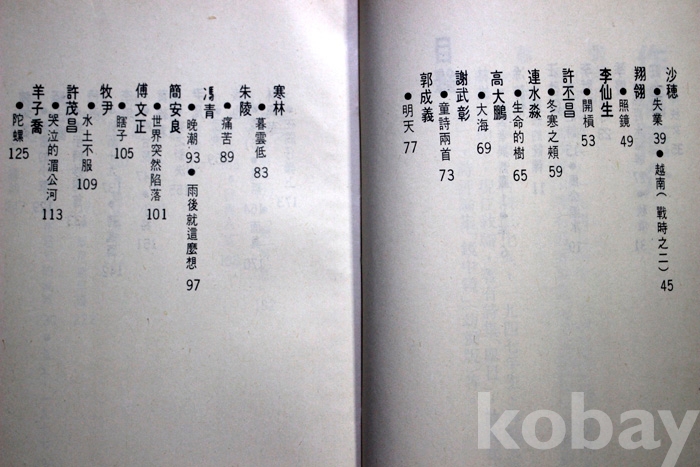 沙穗
●失業 39 ●越南(戰時之二) 45
翔翎
●照鏡 49
李仙生
●開槓 53
許丕昌
●冬寒之頰 59
連水淼
●生命的樹 65
高大鵬
●大海 69
謝武彰
●童詩兩首 73
郭成義
●明天 77
寒林
●暮雲低 83
朱陵
●痛苦 89
馮青
●晚潮 93 ●雨後就這麼想 97
簡安良
●世界突然陷落 101
傅文正
●瞎子 105
牧尹
●水土不服 109
許茂昌
●哭泣的湄公河 113
羊子喬
●陀螺 125
kobay